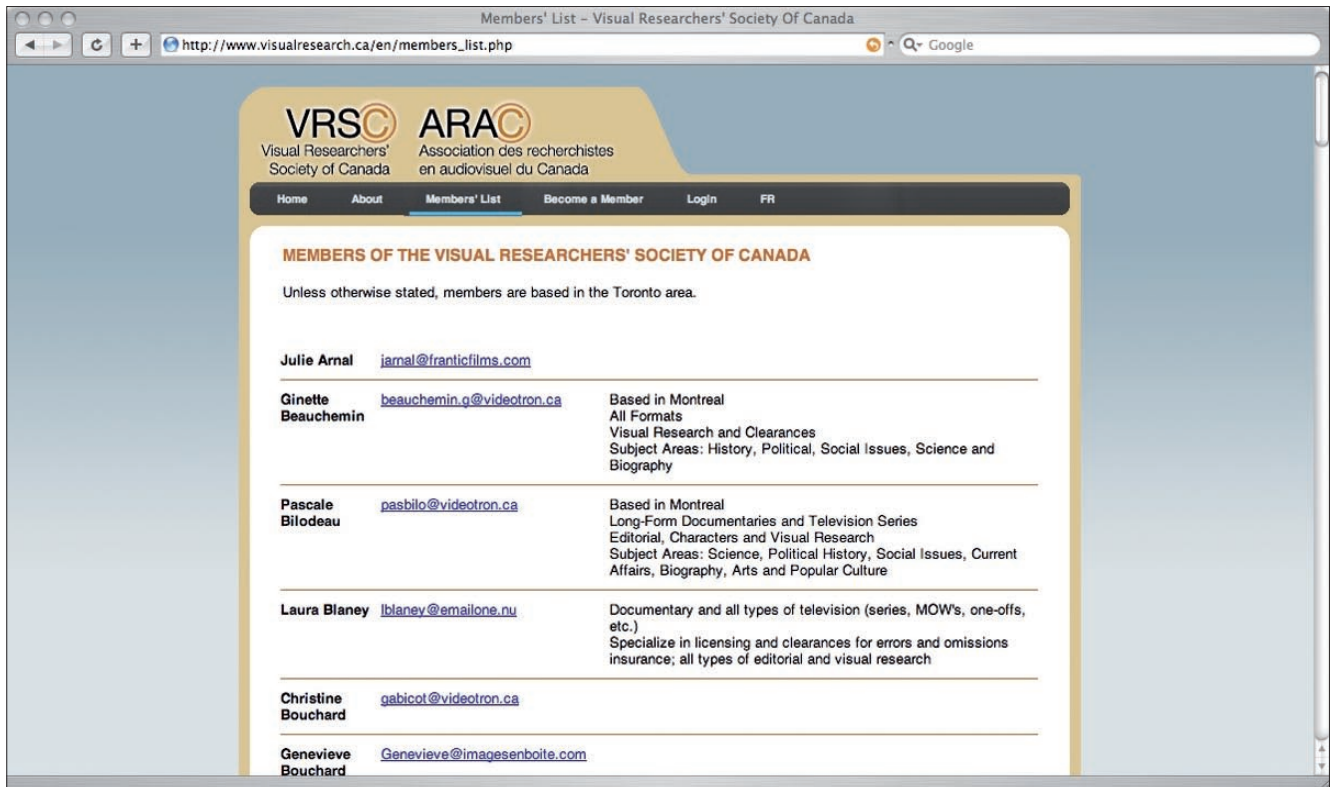 Members' List – Visual Researchers' Society Of Canada
http://www.visualresearch.ca/en/members_list.php
Google
VRSC ARAC
Visual Researchers' Association des recherchistes
Society of Canada en audiovisuel du Canada
Home About Members' List Become a Member Login FR
MEMBERS OF THE VISUAL RESEARCHERS' SOCIETY OF CANADA
Unless otherwise stated, members are based in the Toronto area.
Julie Arnal jarnal@franticfilms.com
Ginette beauchemin.g@videotron.ca Based in Montreal
Beauchemin All Formats
Visual Research and Clearances
Subject Areas: History, Political, Social Issues, Science and
Biography
Pascale pasbilo@videotron.ca Based in Montreal
Bilodeau Long-Form Documentaries and Television Series
Editorial, Characters and Visual Research
Subject Areas: Science, Political History, Social Issues, Current
Affairs, Biography, Arts and Popular Culture
Laura Blaney lblaney@emailone.nu Documentary and all types of television (series, MOW's, one-offs,
etc.)
Specialize in licensing and clearances for errors and omissions
insurance; all types of editorial and visual research
Christine gabicot@videotron.ca
Bouchard
Genevieve Genevieve@imagesenboite.com
Bouchard